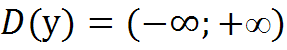 D(y) = (−∞; +∞)